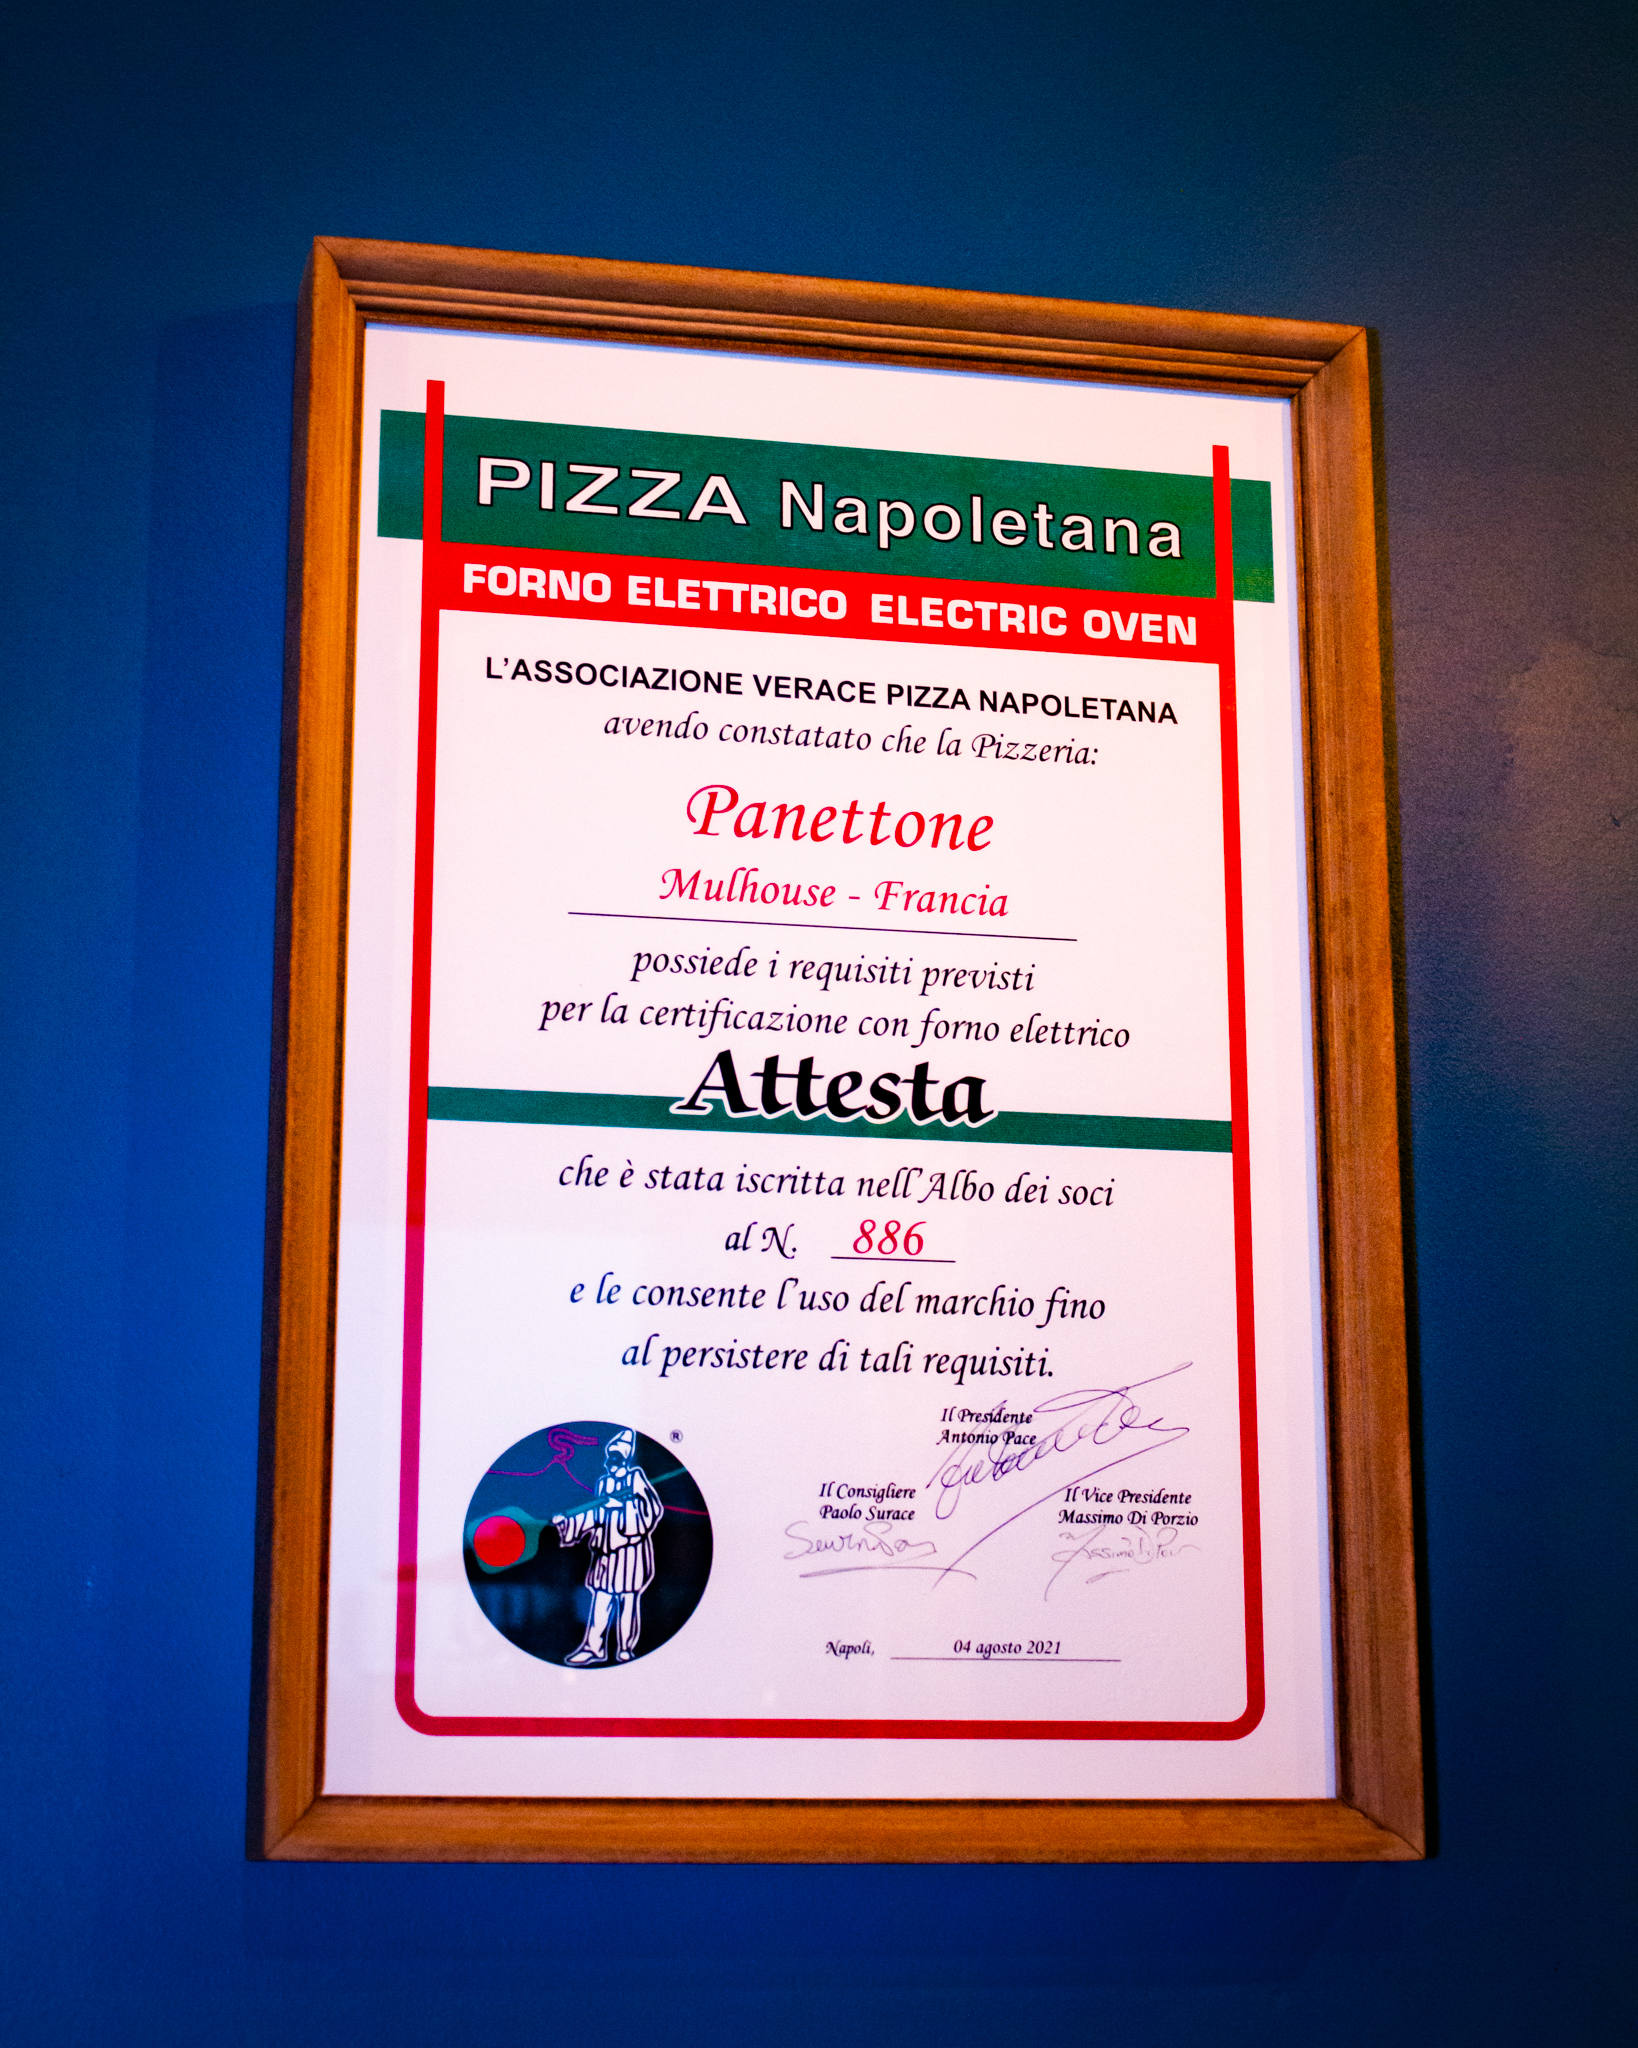 PIZZA Napoletana
FORNO ELETTRICO ELECTRIC OVEN
L'ASSOCIAZIONE VERACE PIZZA NAPOLETANA
avendo constatato che la Pizzeria:
Panettone
Mulhouse - Francia
possiede i requisiti previsti
per la certificazione con forno elettrico
Attesta
che è stata iscritta nell'Albo dei soci
al N. 886
e le consente l'uso del marchio fino
al persistere di tali requisiti.
®
Il Presidente
Antonio Pace
Il Consigliere
Paolo Surace
Il Vice Presidente
Massimo Di Porzio
Napoli, 04 agosto 2021